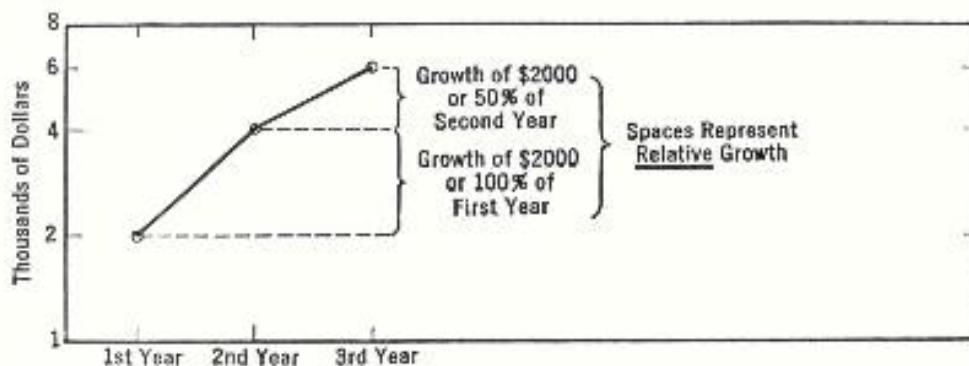 8
6
4
2
1
Thousands of Dollars
Growth of $2000
or 50% of
Second Year
Growth of $2000
or 100% of
First Year
Spaces Represent
Relative Growth
1st Year 2nd Year 3rd Year